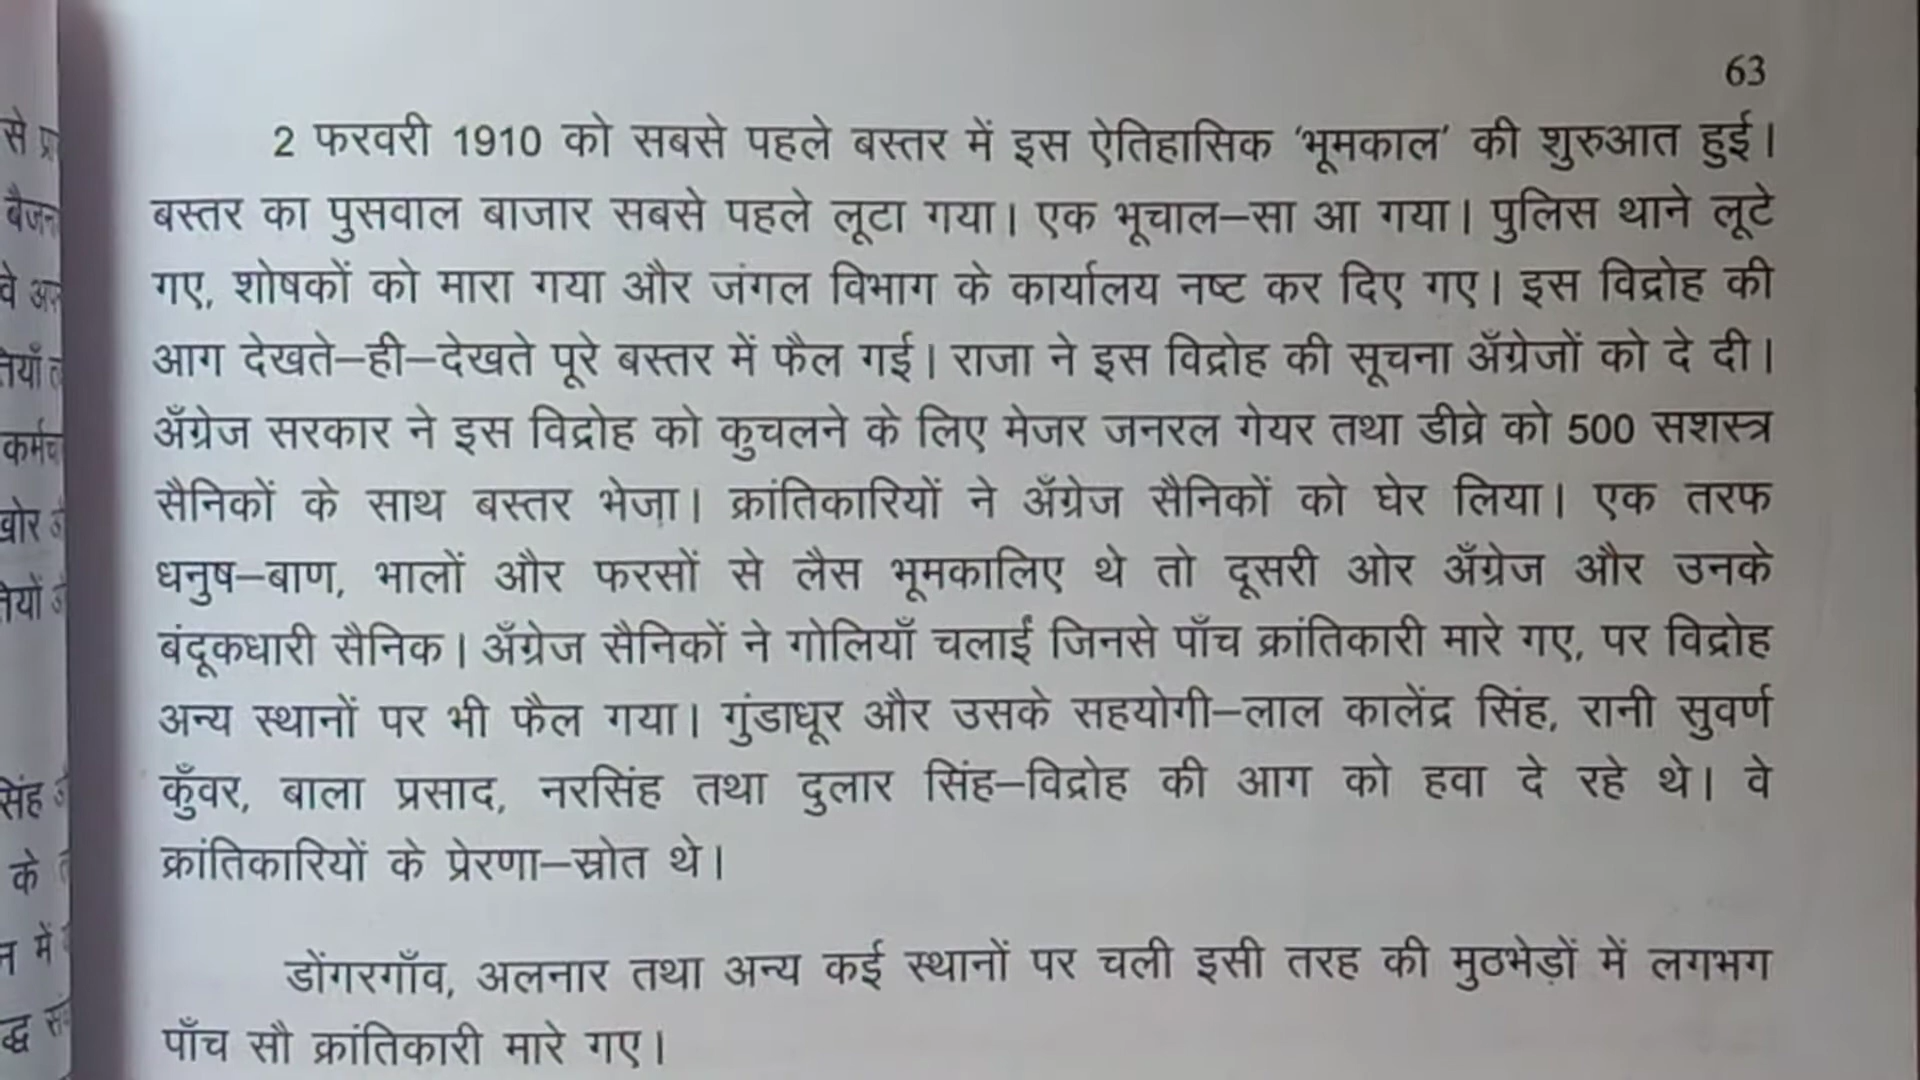 63
2 फरवरी 1910 को सबसे पहले बस्तर में इस ऐतिहासिक ‘भूमकाल’ की शुरुआत हुई।
बस्तर का पुसवाल बाजार सबसे पहले लूटा गया। एक भूचाल–सा आ गया। पुलिस थाने लूटे
गए, शोषकों को मारा गया और जंगल विभाग के कार्यालय नष्ट कर दिए गए। इस विद्रोह की
आग देखते–ही–देखते पूरे बस्तर में फैल गई। राजा ने इस विद्रोह की सूचना अँग्रेजों को दे दी।
अँग्रेज सरकार ने इस विद्रोह को कुचलने के लिए मेजर जनरल गेयर तथा डीव्रे को 500 सशस्त्र
सैनिकों के साथ बस्तर भेजा। क्रांतिकारियों ने अँग्रेज सैनिकों को घेर लिया। एक तरफ
धनुष–बाण, भालों और फरसों से लैस भूमकालिए थे तो दूसरी ओर अँग्रेज और उनके
बंदूकधारी सैनिक। अँग्रेज सैनिकों ने गोलियाँ चलाईं जिनसे पाँच क्रांतिकारी मारे गए, पर विद्रोह
अन्य स्थानों पर भी फैल गया। गुंडाधूर और उसके सहयोगी–लाल कालेंद्र सिंह, रानी सुवर्ण
कुँवर, बाला प्रसाद, नरसिंह तथा दुलार सिंह–विद्रोह की आग को हवा दे रहे थे। वे
क्रांतिकारियों के प्रेरणा–स्रोत थे।
डोंगरगाँव, अलनार तथा अन्य कई स्थानों पर चली इसी तरह की मुठभेड़ों में लगभग
पाँच सौ क्रांतिकारी मारे गए।
से
वे
सिंह
के
में